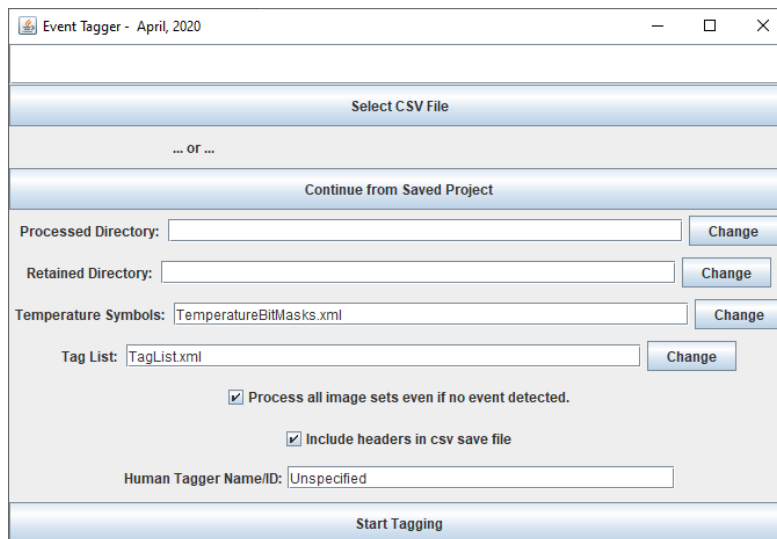 Event Tagger - April, 2020
Select CSV File
... or ...
Continue from Saved Project
Processed Directory: Change
Retained Directory: Change
Temperature Symbols: TemperatureBitMasks.xml Change
Tag List: TagList.xml Change
Process all image sets even if no event detected.
Include headers in csv save file
Human Tagger Name/ID: Unspecified
Start Tagging